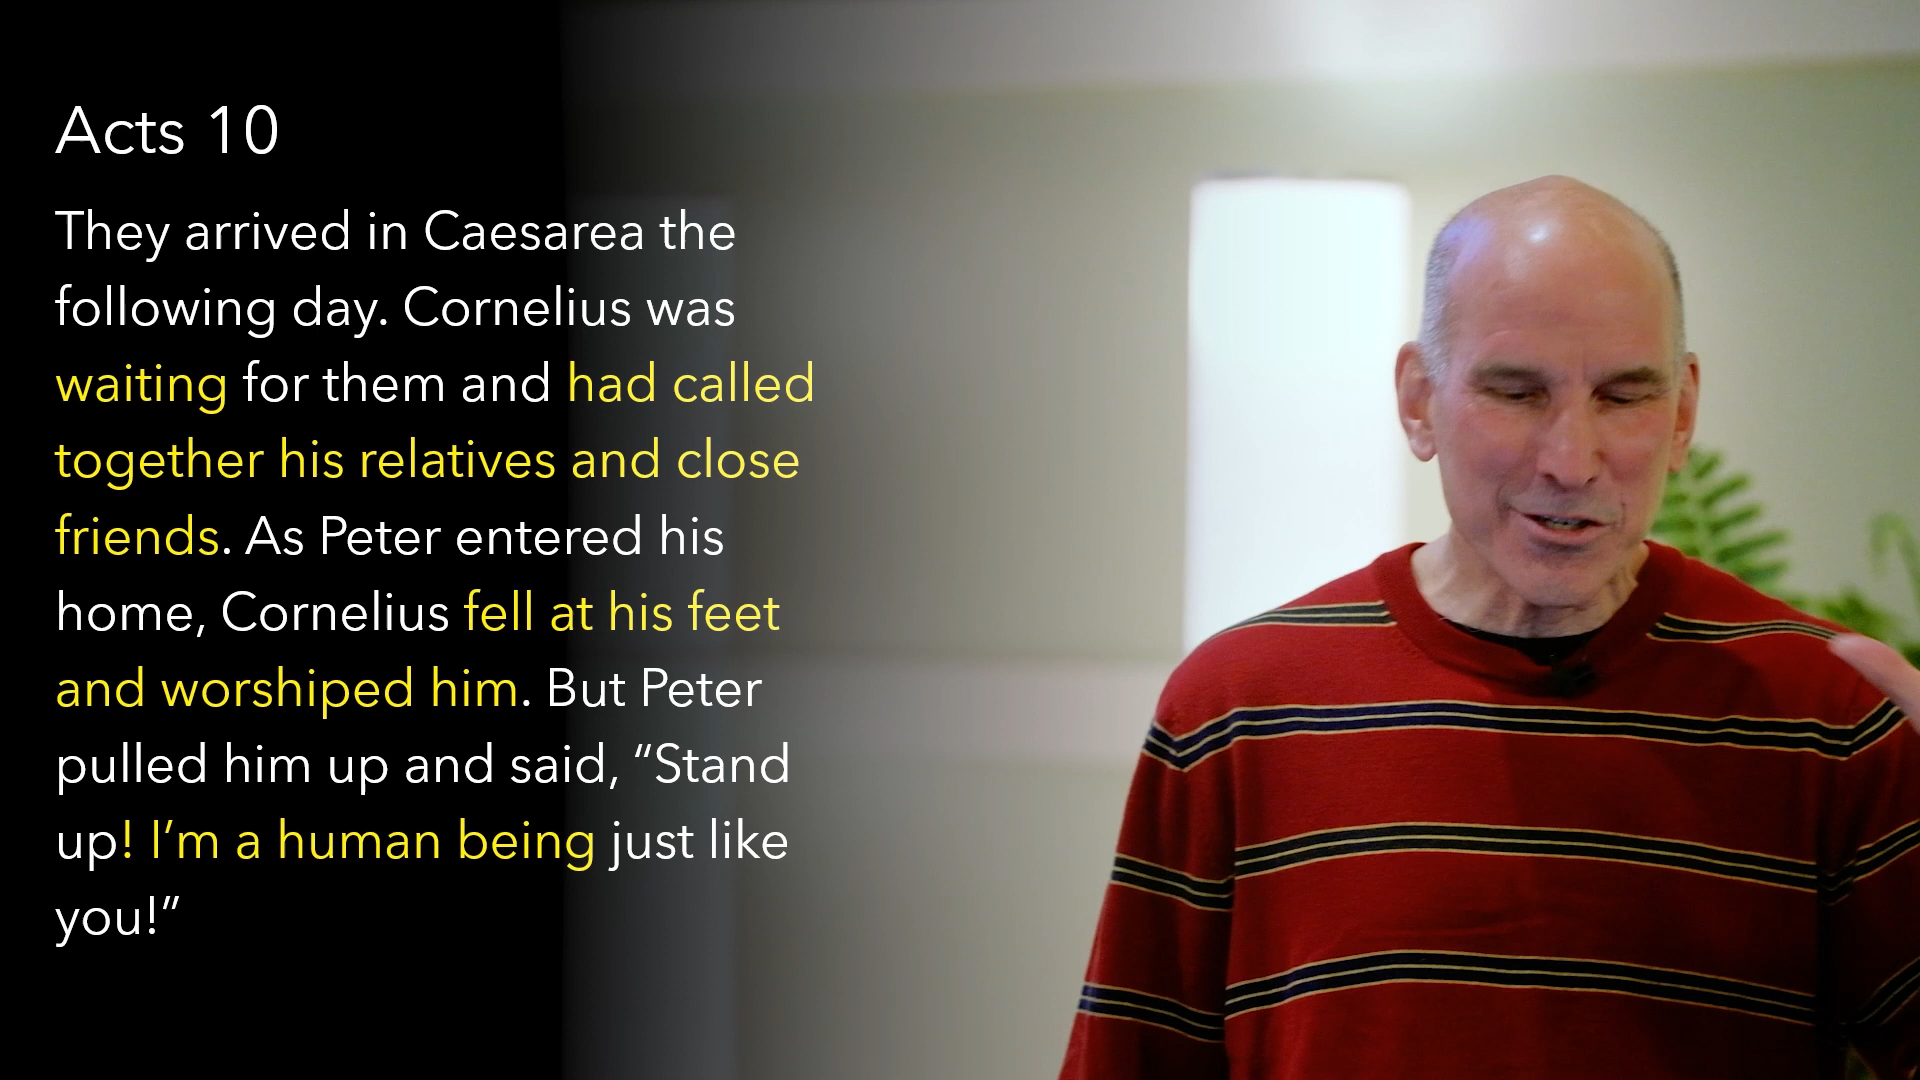 Acts 10
They arrived in Caesarea the
following day. Cornelius was
waiting for them and had called
together his relatives and close
friends. As Peter entered his
home, Cornelius fell at his feet
and worshiped him. But Peter
pulled him up and said, “Stand
up! I’m a human being just like
you!”